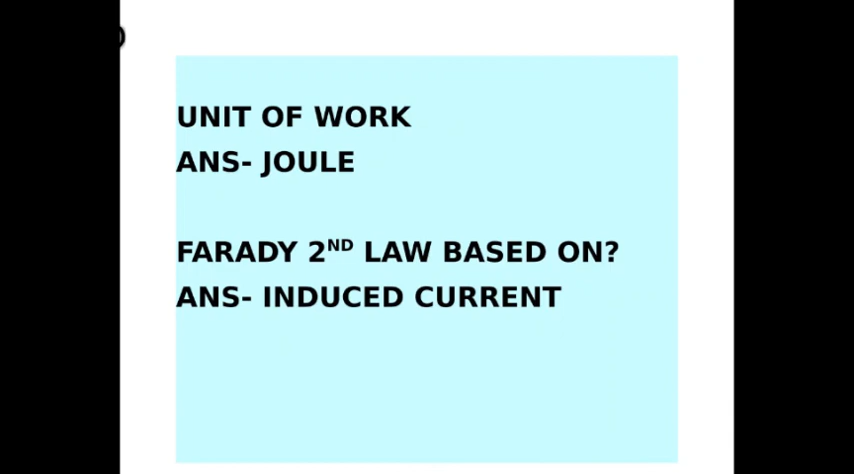 UNIT OF WORK
ANS- JOULE
FARADY 2ND LAW BASED ON?
ANS- INDUCED CURRENT